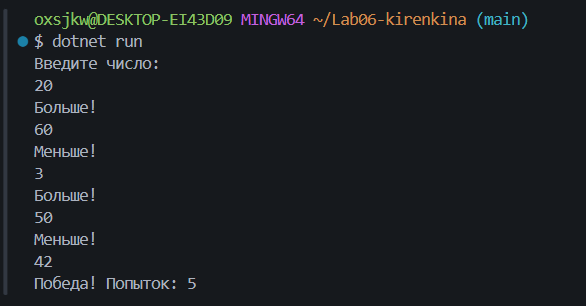 oxsjkw@DESKTOP-EI43D09 MINGW64 ~/Lab06-kirenkina (main)
$ dotnet run
Введите число:
20
Больше!
60
Меньше!
3
Больше!
50
Меньше!
42
Победа! Попыток: 5